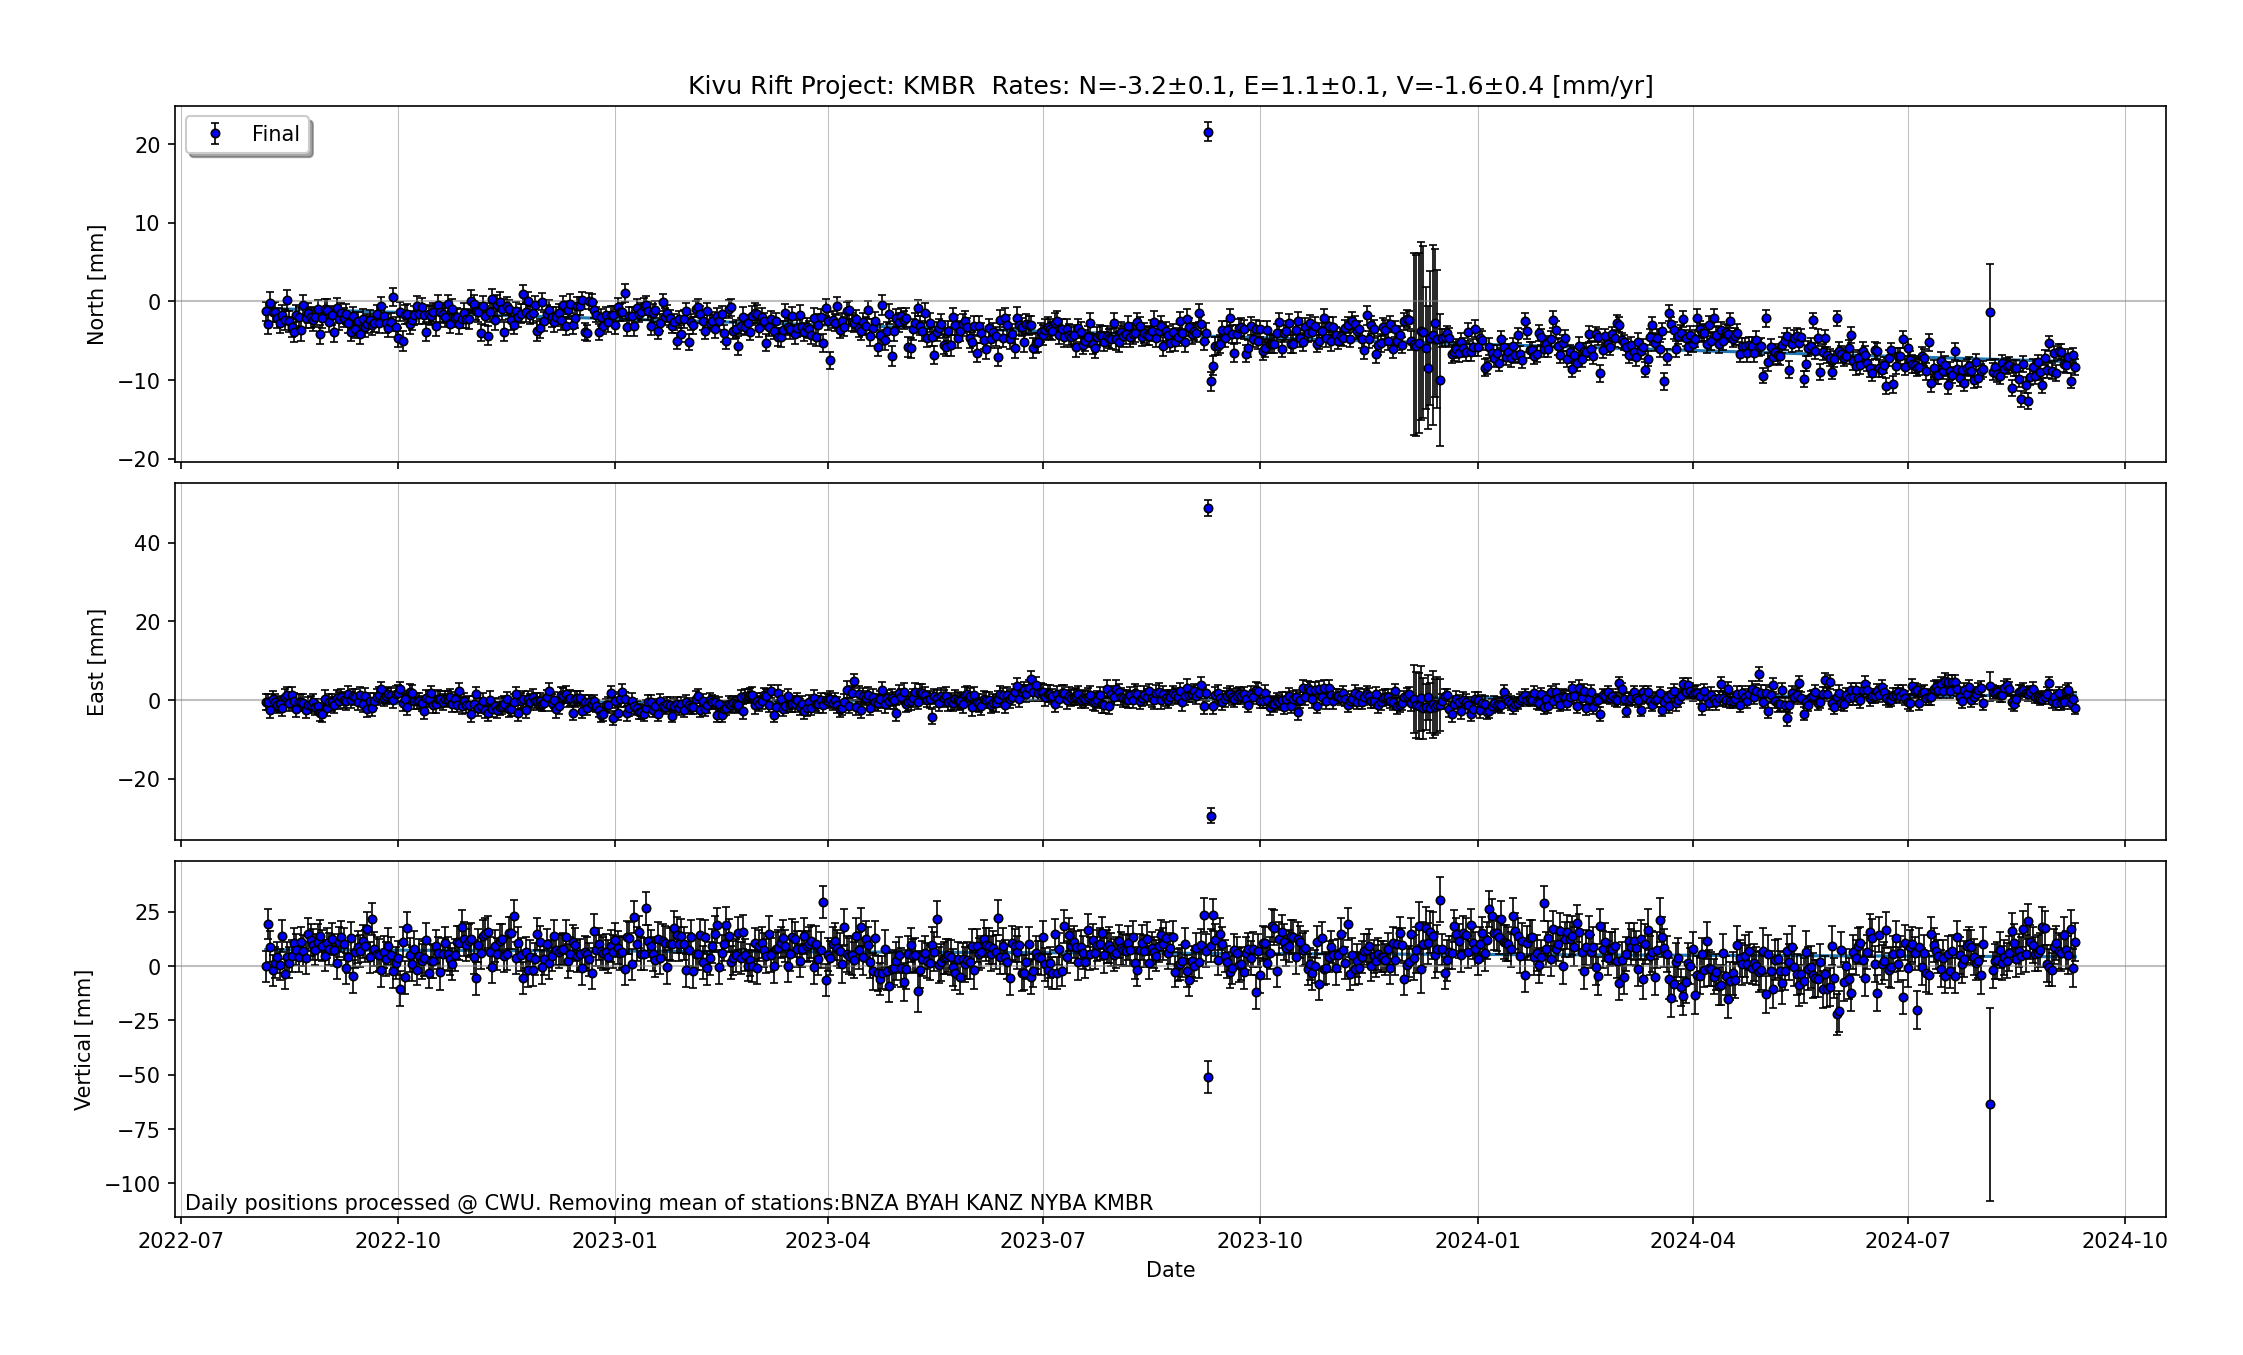 Kivu Rift Project: KMBR  Rates: N=-3.2±0.1, E=1.1±0.1, V=-1.6±0.4 [mm/yr]
Final
North [mm]
20
10
0
−10
−20
East [mm]
40
20
0
−20
Vertical [mm]
25
0
−25
−50
−75
−100
Daily positions processed @ CWU. Removing mean of stations:BNZA BYAH KANZ NYBA KMBR
2022-07 2022-10 2023-01 2023-04 2023-07 2023-10 2024-01 2024-04 2024-07 2024-10
Date